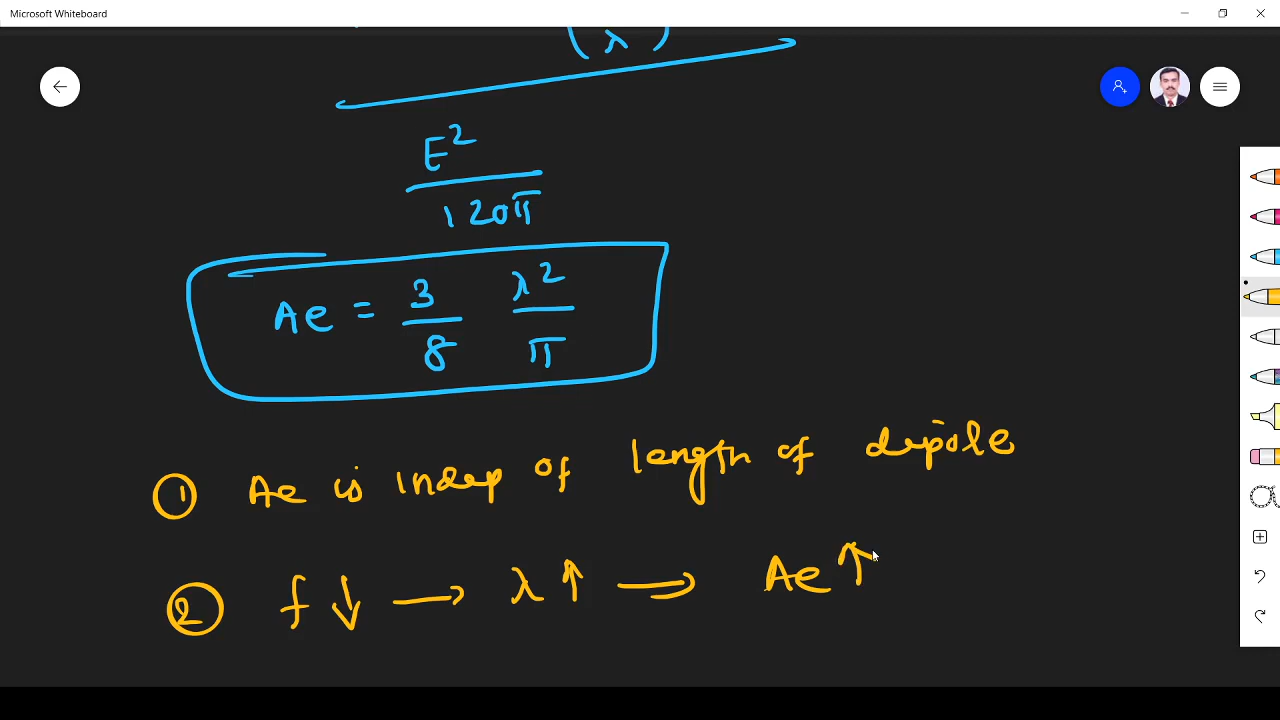 Microsoft Whiteboard
(λ)
E²
120π
Ae = 3/8 λ²/π
① Ae is indep of length of dipole
② f ↓ → λ ↑ ⇒ Ae ↑